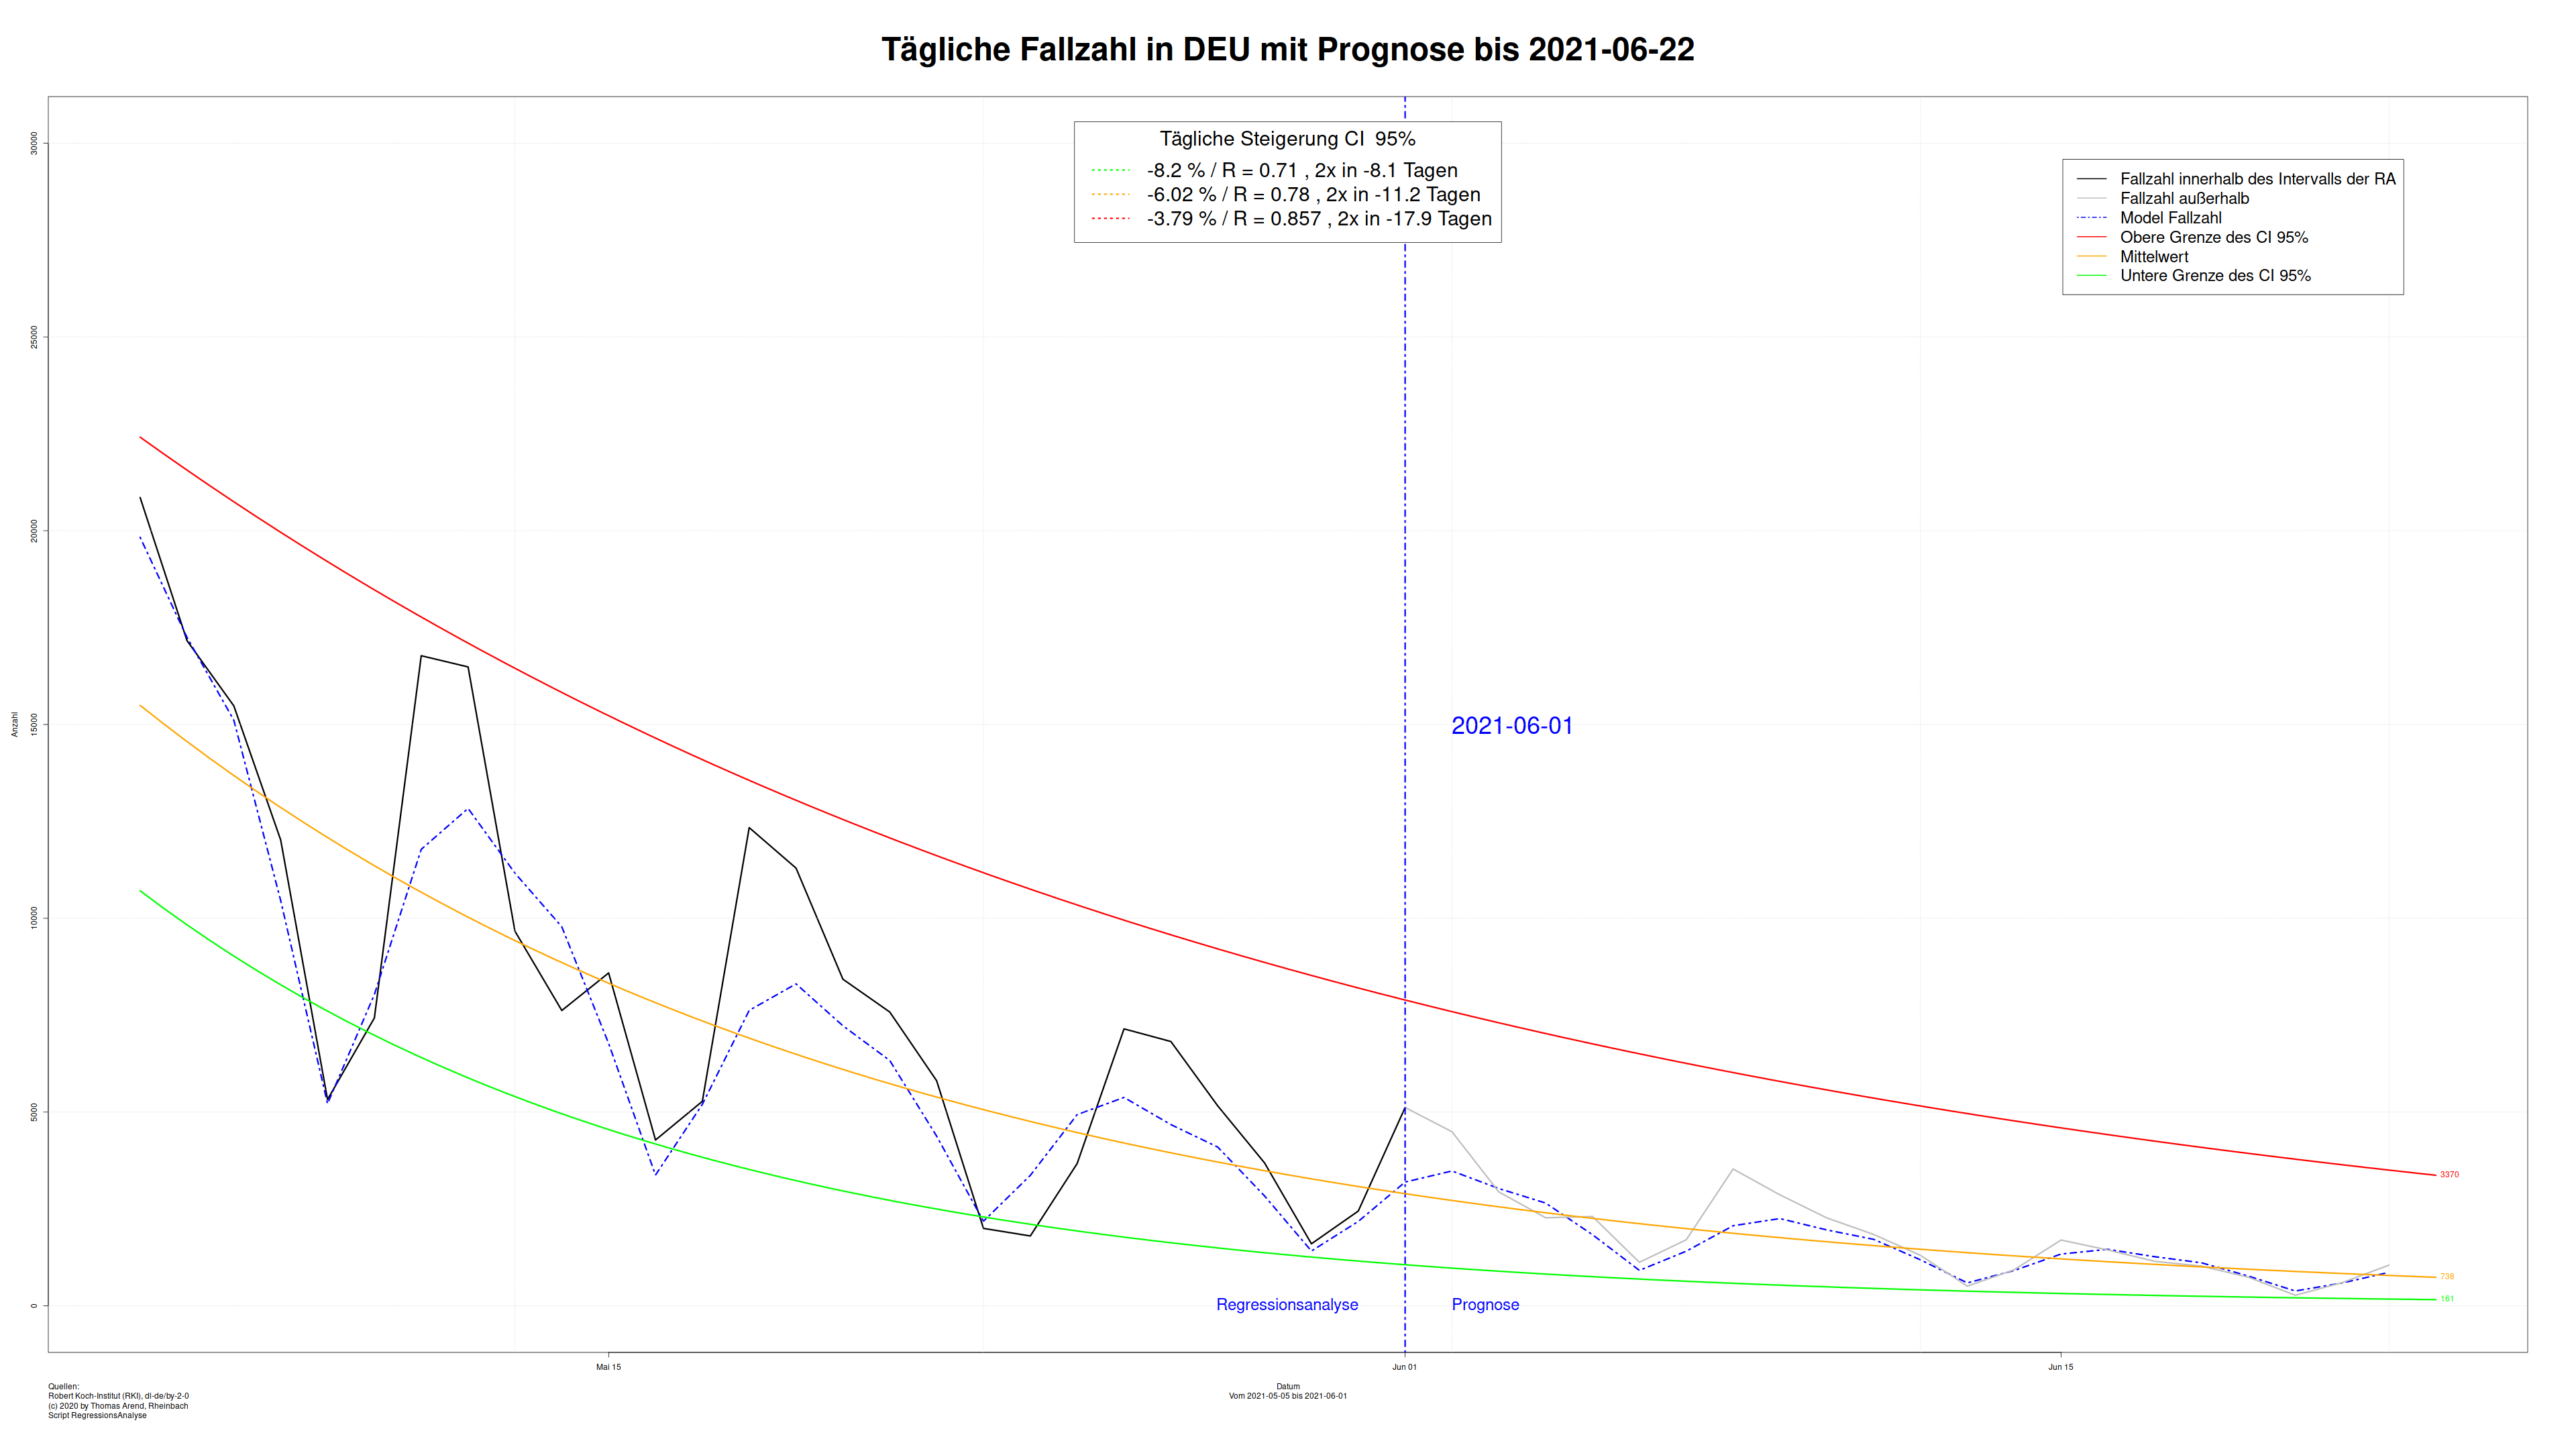 Tägliche Fallzahl in DEU mit Prognose bis 2021-06-22
Tägliche Steigerung CI 95%
-8.2 % / R = 0.71 , 2x in -8.1 Tagen
-6.02 % / R = 0.78 , 2x in -11.2 Tagen
-3.79 % / R = 0.857 , 2x in -17.9 Tagen
Fallzahl innerhalb des Intervalls der RA
Fallzahl außerhalb
Model Fallzahl
Obere Grenze des CI 95%
Mittelwert
Untere Grenze des CI 95%
Anzahl
30000
25000
20000
15000
10000
5000
0
2021-06-01
3370
738
161
Regressionsanalyse
Prognose
Mai 15
Jun 01
Jun 15
Datum
Vom 2021-05-05 bis 2021-06-01
Quellen:
Robert Koch-Institut (RKI), dl-de/by-2-0
(c) 2020 by Thomas Arend, Rheinbach
Script RegressionsAnalyse